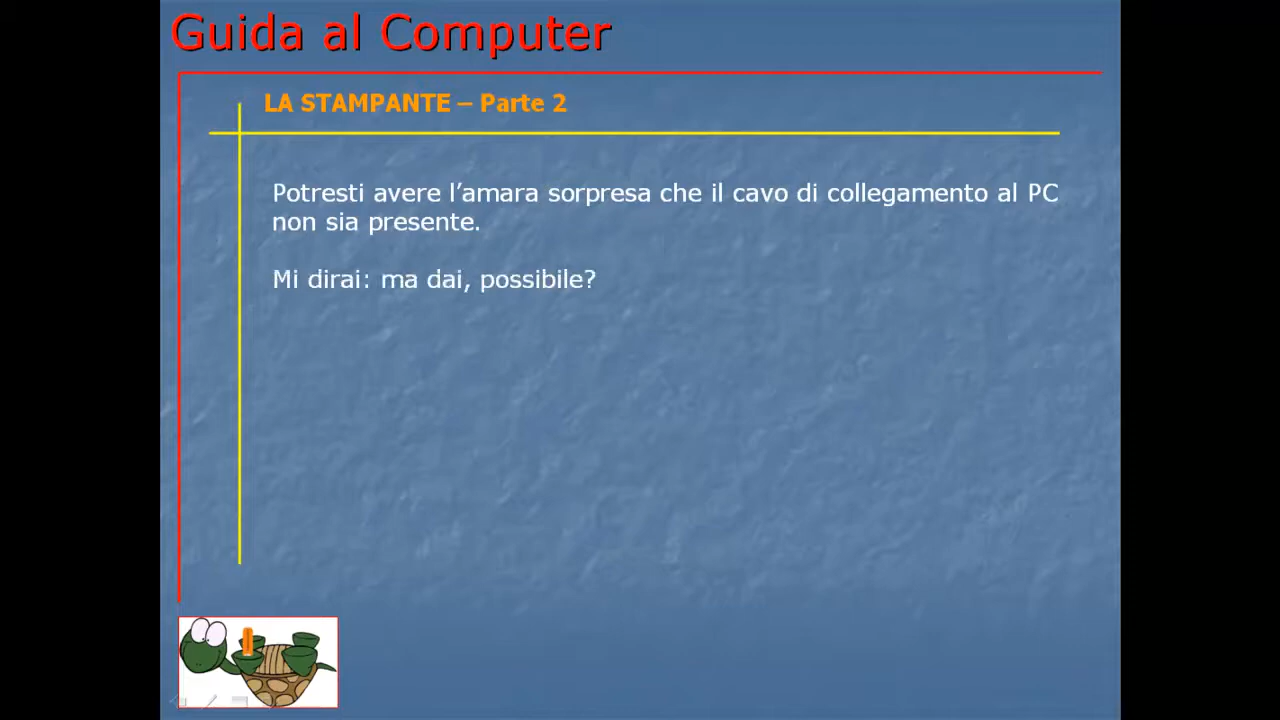 Guida al Computer
LA STAMPANTE – Parte 2
Potresti avere l’amara sorpresa che il cavo di collegamento al PC
non sia presente.
Mi dirai: ma dai, possibile?